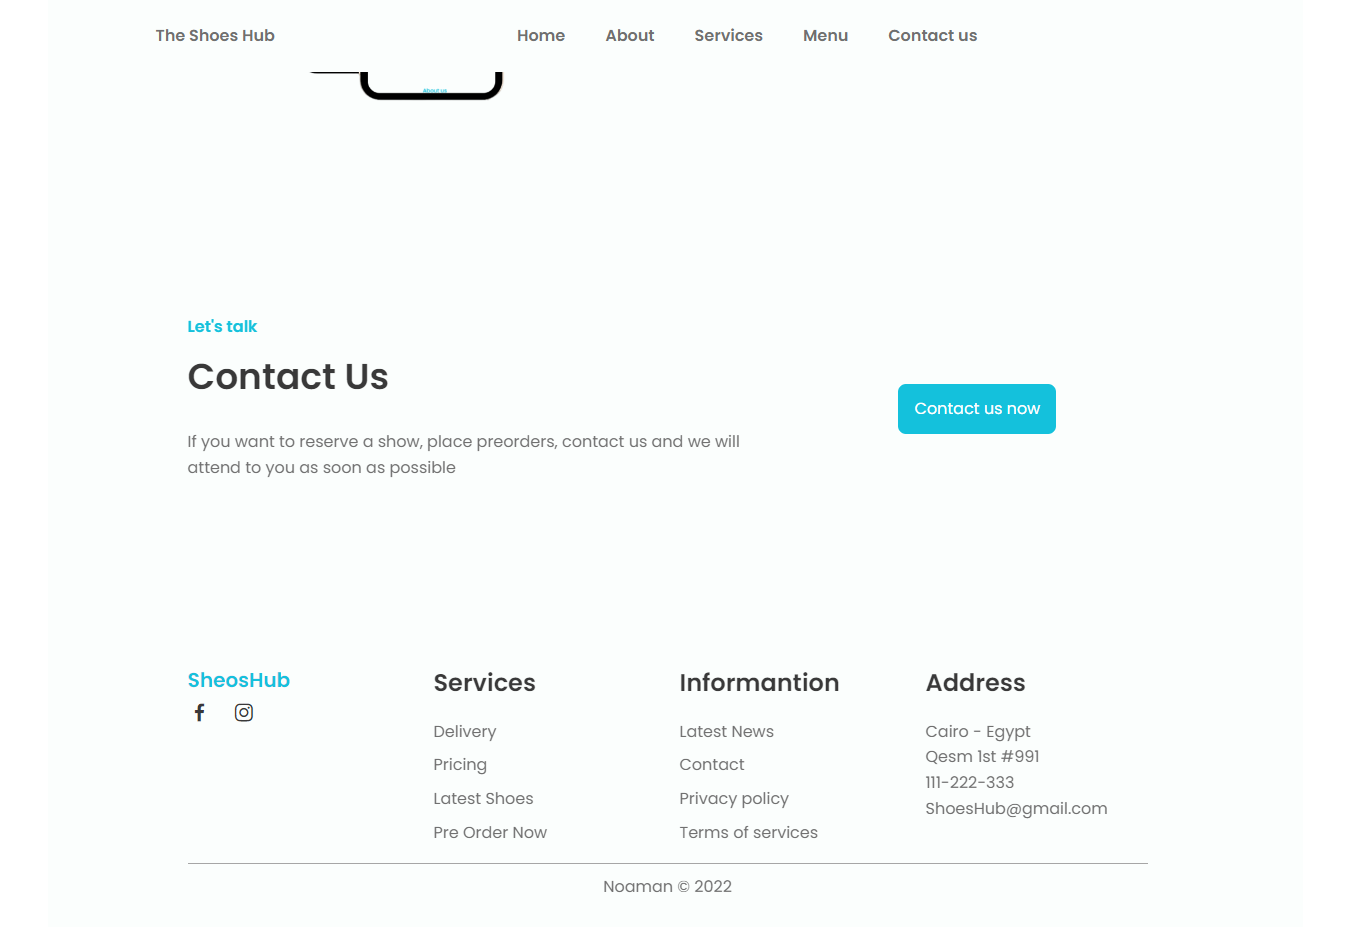 The Shoes Hub
Home About Services Menu Contact us
About us
Let's talk
Contact Us
If you want to reserve a show, place preorders, contact us and we will
attend to you as soon as possible
Contact us now
SheosHub
Services
Delivery
Pricing
Latest Shoes
Pre Order Now
Informantion
Latest News
Contact
Privacy policy
Terms of services
Address
Cairo - Egypt
Qesm 1st #991
111-222-333
ShoesHub@gmail.com
Noaman © 2022